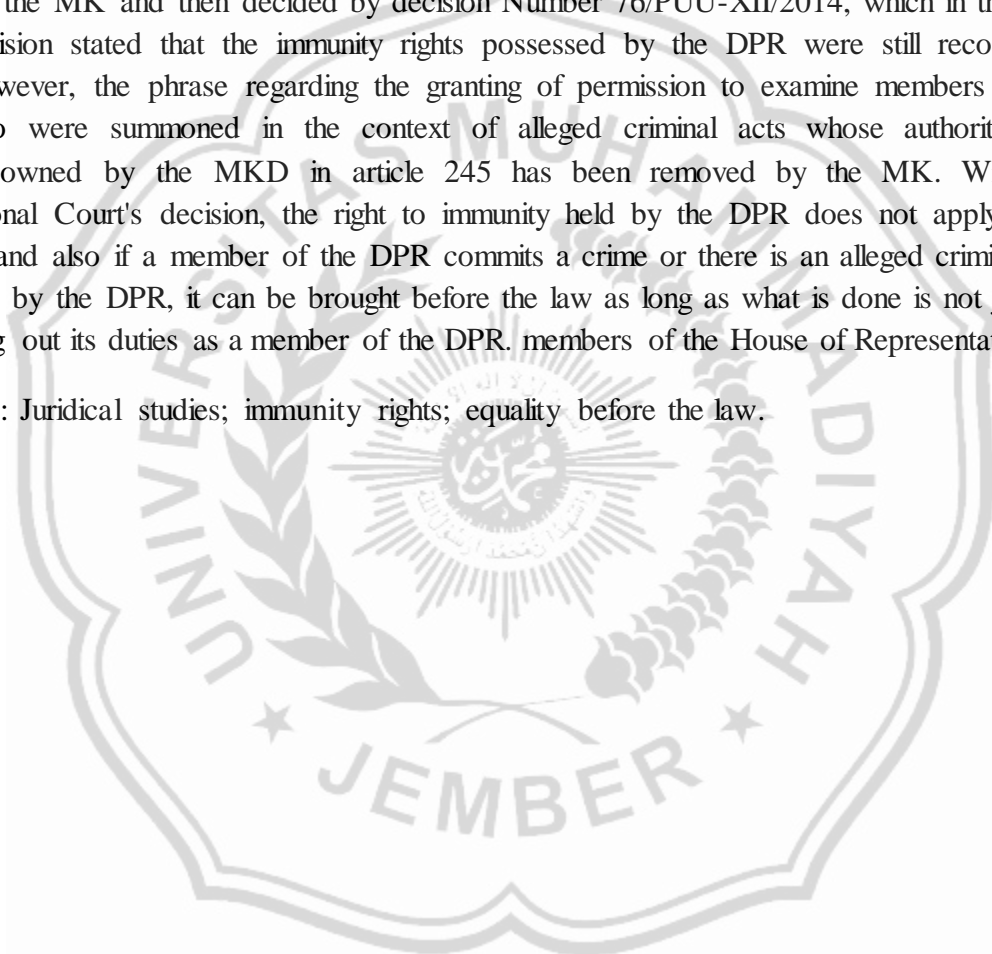 the MK and then decided by decision Number 76/PUU-XII/2014, which in th
ision stated that the immunity rights possessed by the DPR were still reco
wever, the phrase regarding the granting of permission to examine members
o were summoned in the context of alleged criminal acts whose authorit
owned by the MKD in article 245 has been removed by the MK. W
onal Court's decision, the right to immunity held by the DPR does not apply
and also if a member of the DPR commits a crime or there is an alleged crimi
by the DPR, it can be brought before the law as long as what is done is not
g out its duties as a member of the DPR. members of the House of Representa
: Juridical studies; immunity rights; equality before the law.
UNIVERSITAS MUHAMMADIYAH
JEMBER